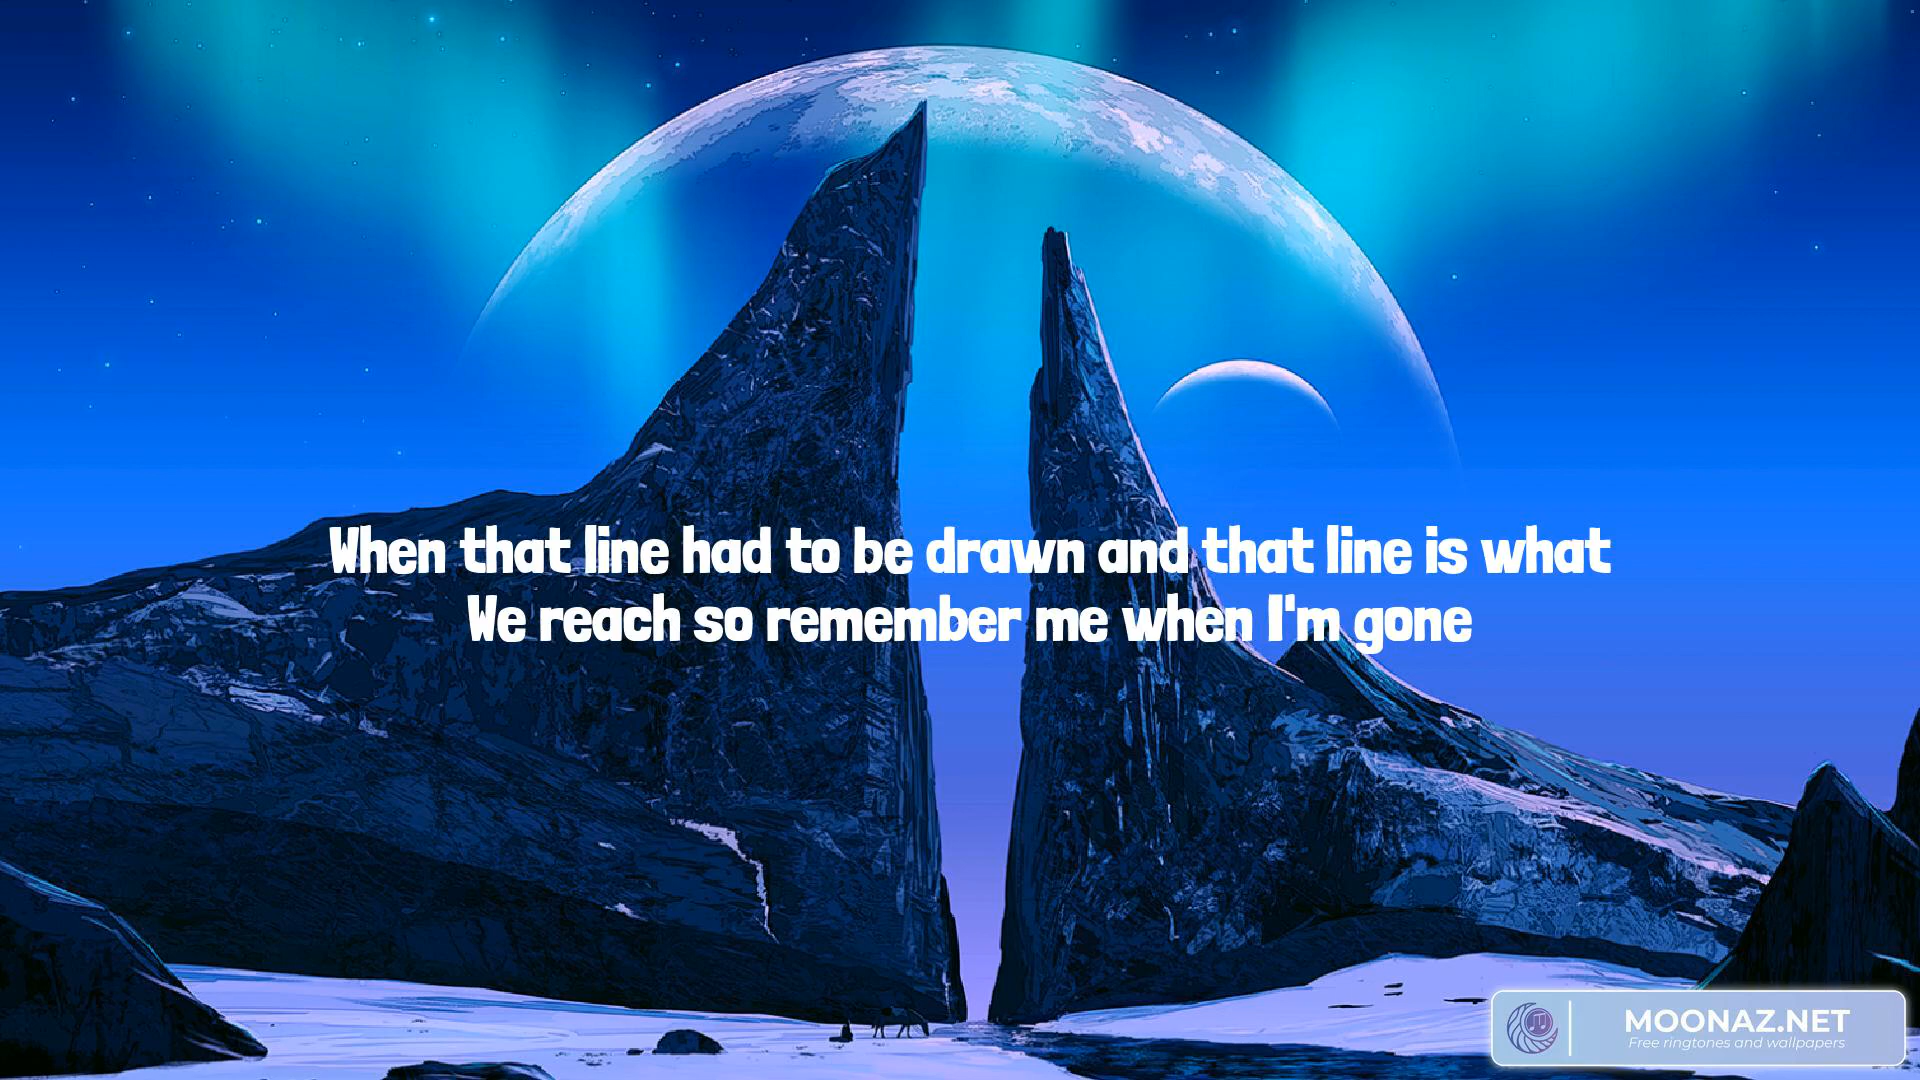 When that line had to be drawn and that line is what
We reach so remember me when I'm gone
MOONAZ.NET
Free ringtones and wallpapers